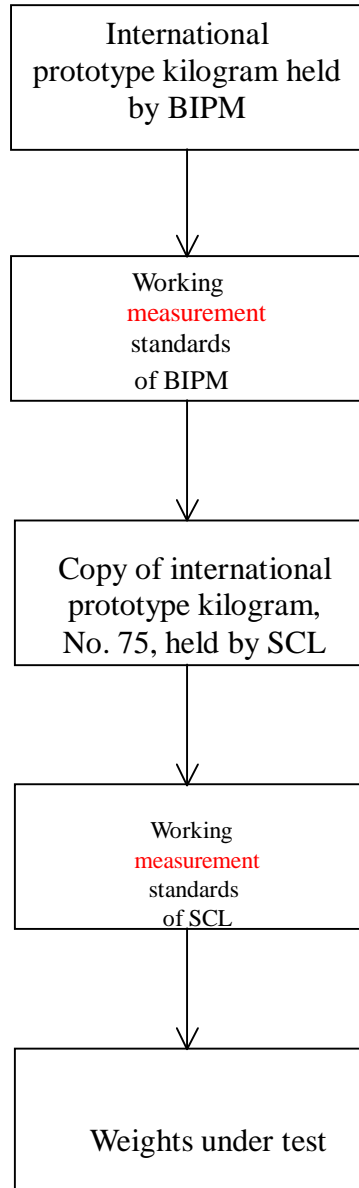 International
prototype kilogram held
by BIPM
Working
measurement
standards
of BIPM
Copy of international
prototype kilogram,
No. 75, held by SCL
Working
measurement
standards
of SCL
Weights under test